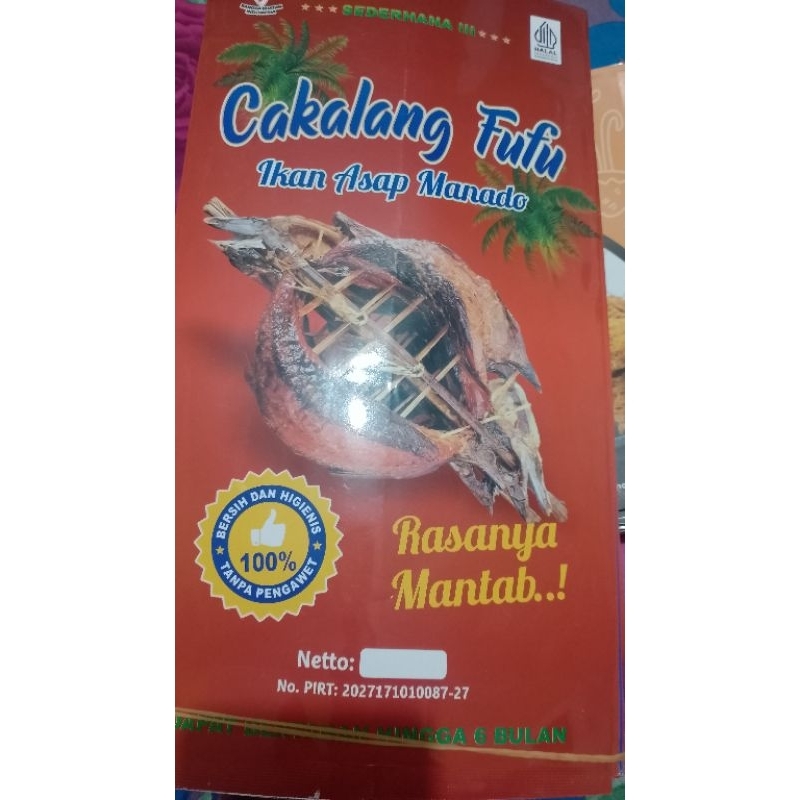 SEDERHANA III
HALAL
Cakalang Fufu
Ikan Asap Manado
BERSIH DAN HIGIENIS
100%
TANPA PENGAWET
Rasanya
Mantab..!
Netto:
No. PIRT: 2027171010087-27
HINGGA 6 BULAN